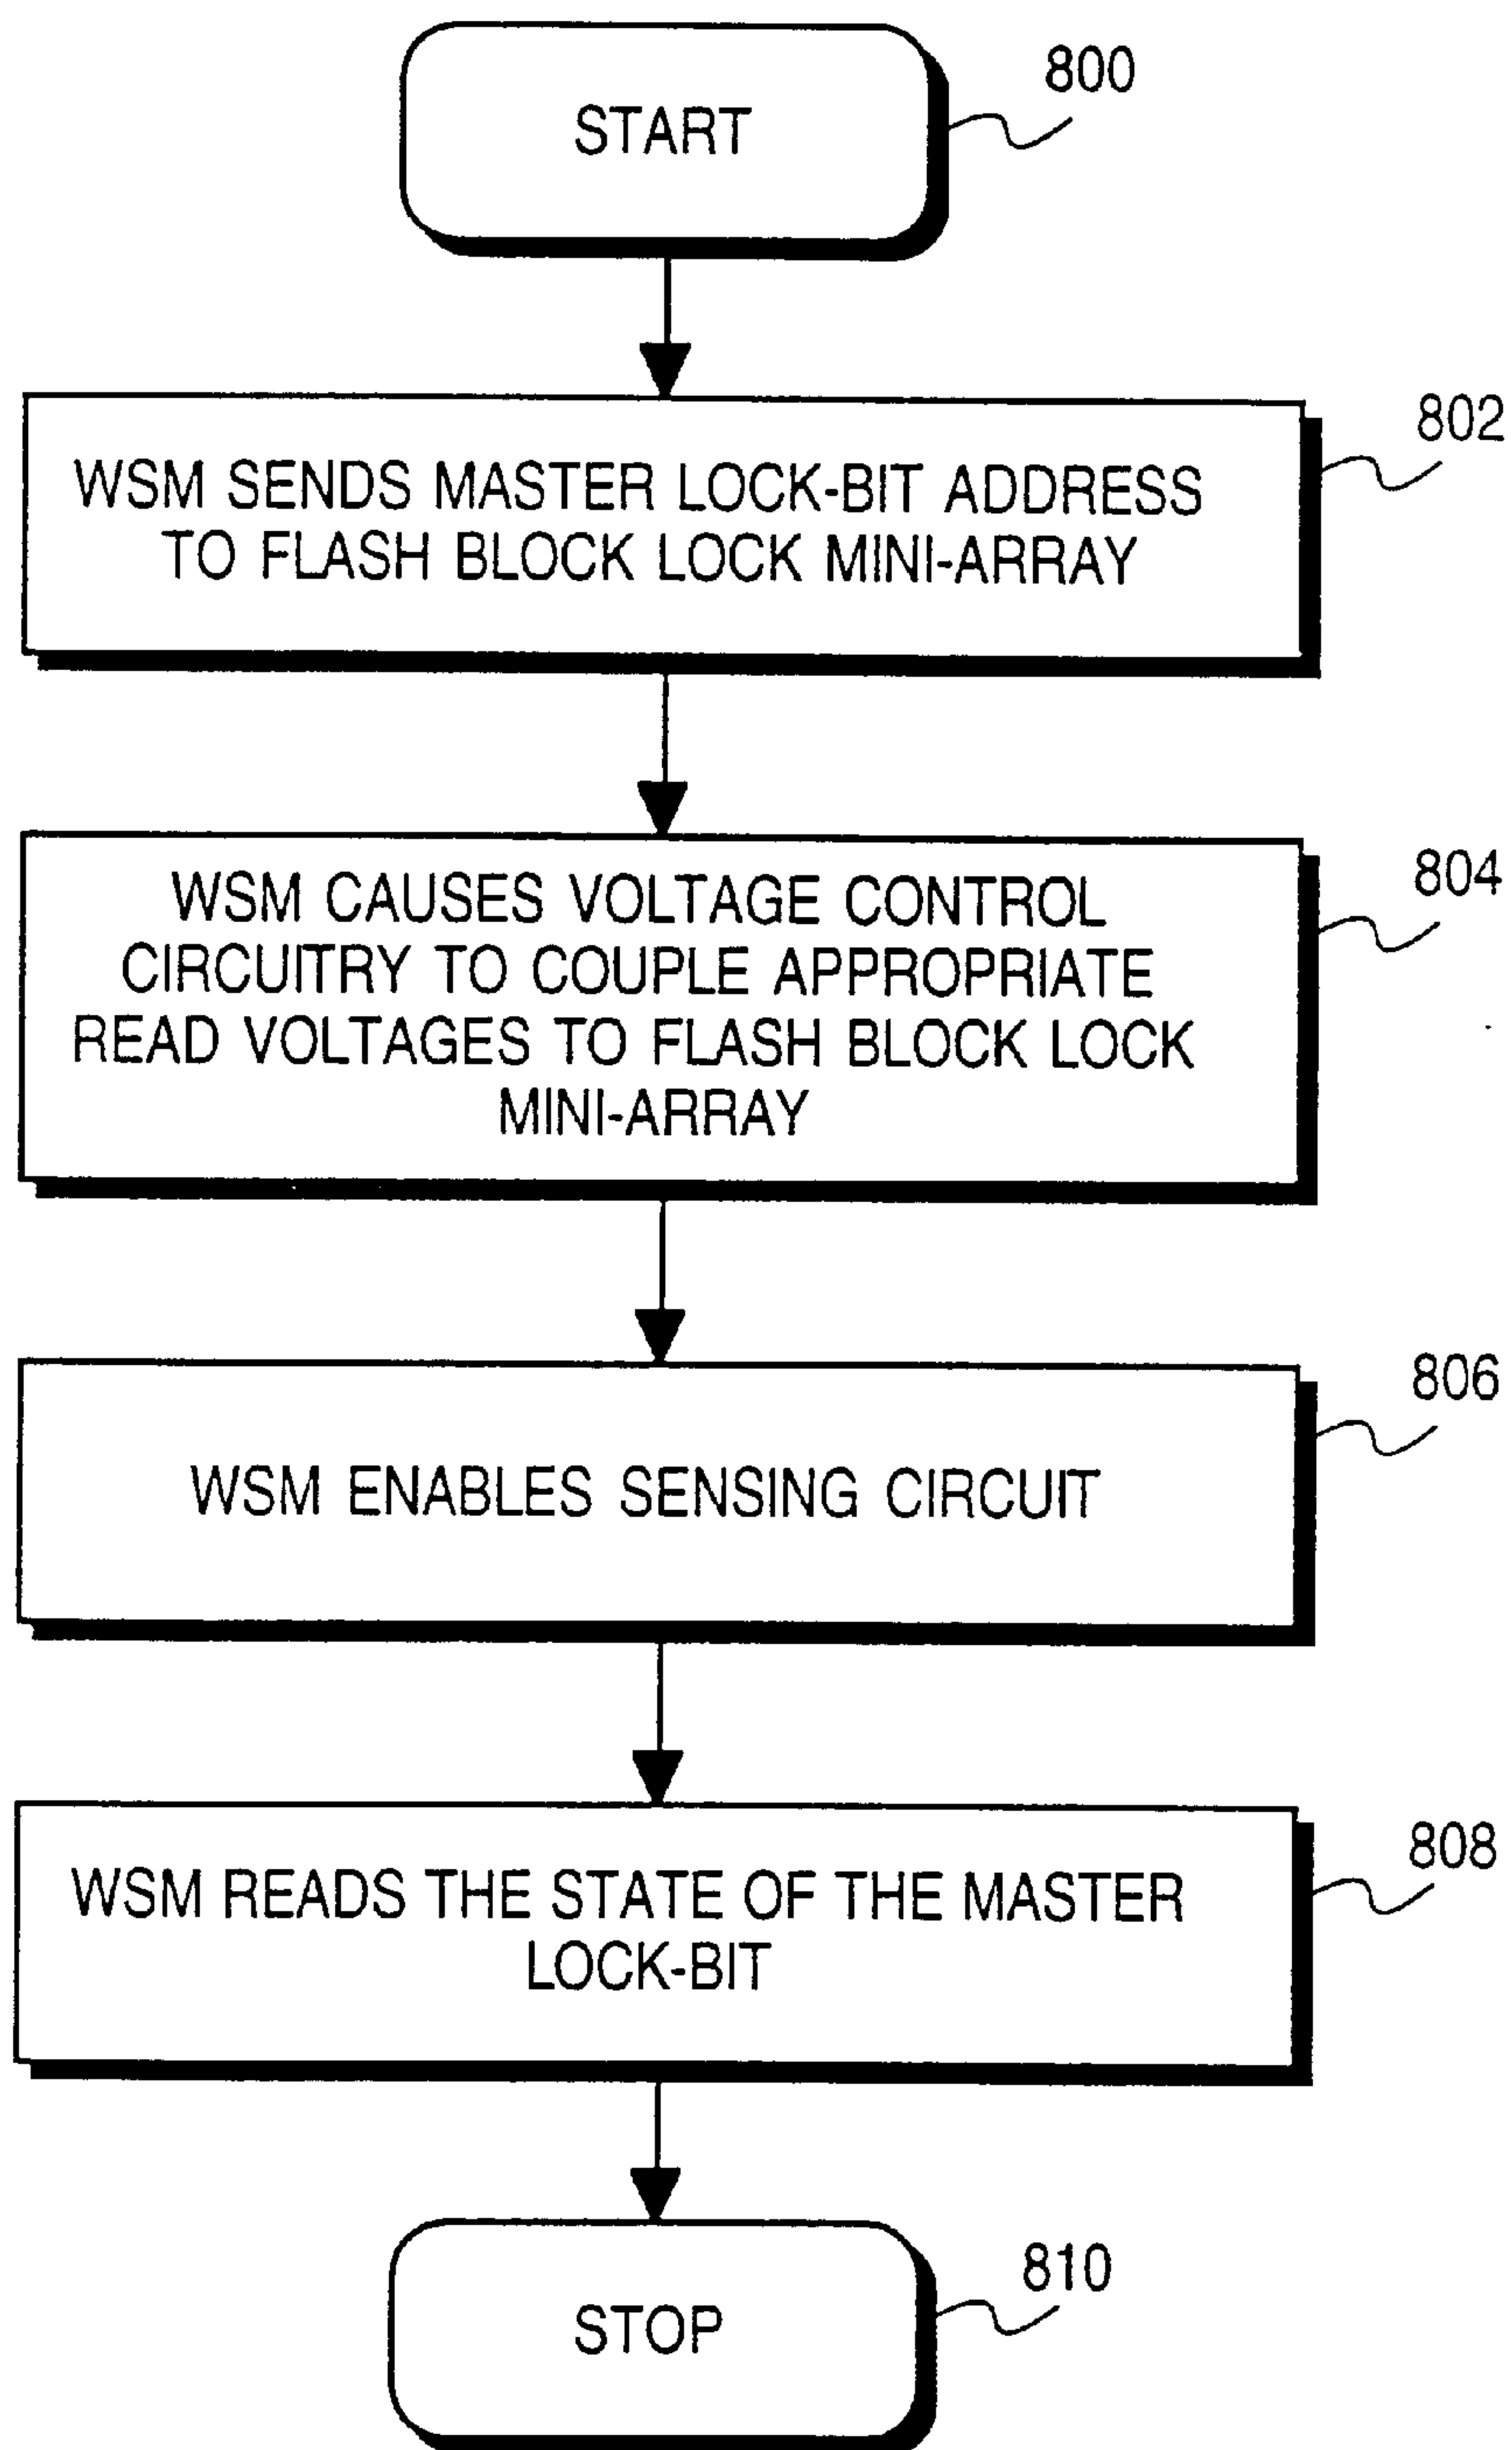 START
800
WSM SENDS MASTER LOCK-BIT ADDRESS
TO FLASH BLOCK LOCK MINI-ARRAY
802
WSM CAUSES VOLTAGE CONTROL
CIRCUITRY TO COUPLE APPROPRIATE
READ VOLTAGES TO FLASH BLOCK LOCK
MINI-ARRAY
804
WSM ENABLES SENSING CIRCUIT
806
WSM READS THE STATE OF THE MASTER
LOCK-BIT
808
STOP
810